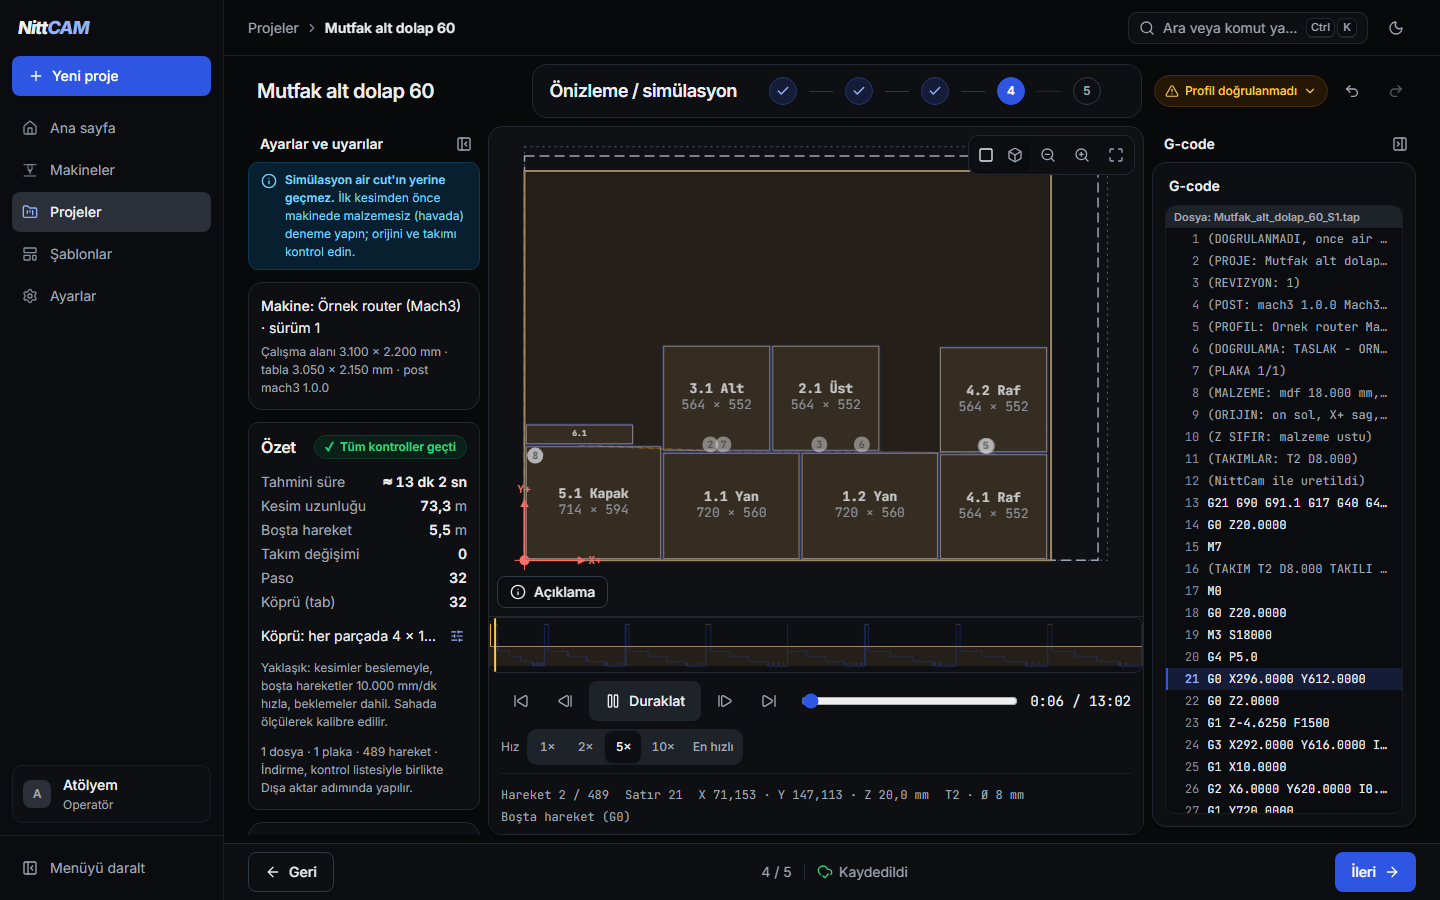 NittCAM
Yeni proje
Ana sayfa
Makineler
Projeler
Şablonlar
Ayarlar
A
Atölyem
Operatör
Menüyü daralt
Projeler
Mutfak alt dolap 60
Ara veya komut ya...
Ctrl
K
Mutfak alt dolap 60
Önizleme / simülasyon
4
5
Profil doğrulanmadı
Ayarlar ve uyarılar
Simülasyon air cut'ın yerine
geçmez. İlk kesimden önce
makinede malzemesiz (havada)
deneme yapın; orijini ve takımı
kontrol edin.
Makine: Örnek router (Mach3)
· sürüm 1
Çalışma alanı 3.100 × 2.200 mm ·
tabla 3.050 × 2.150 mm · post
mach3 1.0.0
Özet
✓ Tüm kontroller geçti
Tahmini süre ≈ 13 dk 2 sn
Kesim uzunluğu 73,3 m
Boşta hareket 5,5 m
Takım değişimi 0
Paso 32
Köprü (tab) 32
Köprü: her parçada 4 × 1...
Yaklaşık: kesimler beslemeyle,
boşta hareketler 10.000 mm/dk
hızla, beklemeler dahil. Sahada
ölçülerek kalibre edilir.
1 dosya · 1 plaka · 489 hareket ·
İndirme, kontrol listesiyle birlikte
Dışa aktar adımında yapılır.
3.1 Alt
564 × 552
2.1 Üst
564 × 552
4.2 Raf
564 × 552
6.1
2
7
3
6
5
8
5.1 Kapak
714 × 594
1.1 Yan
720 × 560
1.2 Yan
720 × 560
4.1 Raf
564 × 552
Y+
X+
Açıklama
Duraklat
0:06 / 13:02
Hız
1×
2×
5×
10×
En hızlı
Hareket 2 / 489 Satır 21 X 71,153 · Y 147,113 · Z 20,0 mm T2 · Ø 8 mm
Boşta hareket (G0)
G-code
G-code
Dosya: Mutfak_alt_dolap_60_S1.tap
1 (DOGRULANMADI, once air …
2 (PROJE: Mutfak alt dolap…
3 (REVIZYON: 1)
4 (POST: mach3 1.0.0 Mach3…
5 (PROFIL: Ornek router Ma…
6 (DOGRULAMA: TASLAK - ORN…
7 (PLAKA 1/1)
8 (MALZEME: mdf 18.000 mm,…
9 (ORIJIN: on sol, X+ sag,…
10 (Z SIFIR: malzeme ustu)
11 (TAKIMLAR: T2 D8.000)
12 (NittCam ile uretildi)
13 G21 G90 G91.1 G17 G40 G4…
14 G0 Z20.0000
15 M7
16 (TAKIM T2 D8.000 TAKILI …
17 M0
18 G0 Z20.0000
19 M3 S18000
20 G4 P5.0
21 G0 X296.0000 Y612.0000
22 G0 Z2.0000
23 G1 Z-4.6250 F1500
24 G3 X292.0000 Y616.0000 I…
25 G1 X10.0000
26 G2 X6.0000 Y620.0000 I0.…
27 G1 Y720.0000
Geri
4 / 5
Kaydedildi
İleri